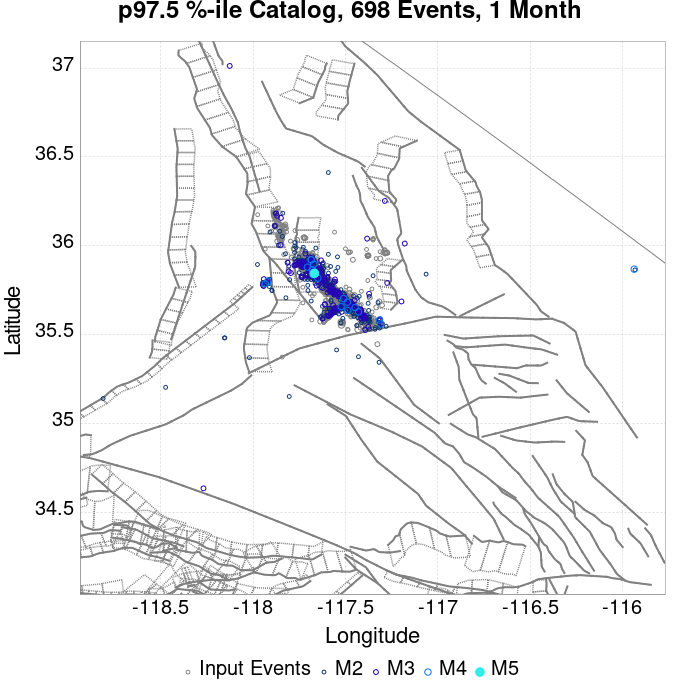 p97.5 %-ile Catalog, 698 Events, 1 Month
37
36.5
36
35.5
35
34.5
Latitude
-118.5 -118 -117.5 -117 -116.5 -116
Longitude
Input Events M2 M3 M4 M5